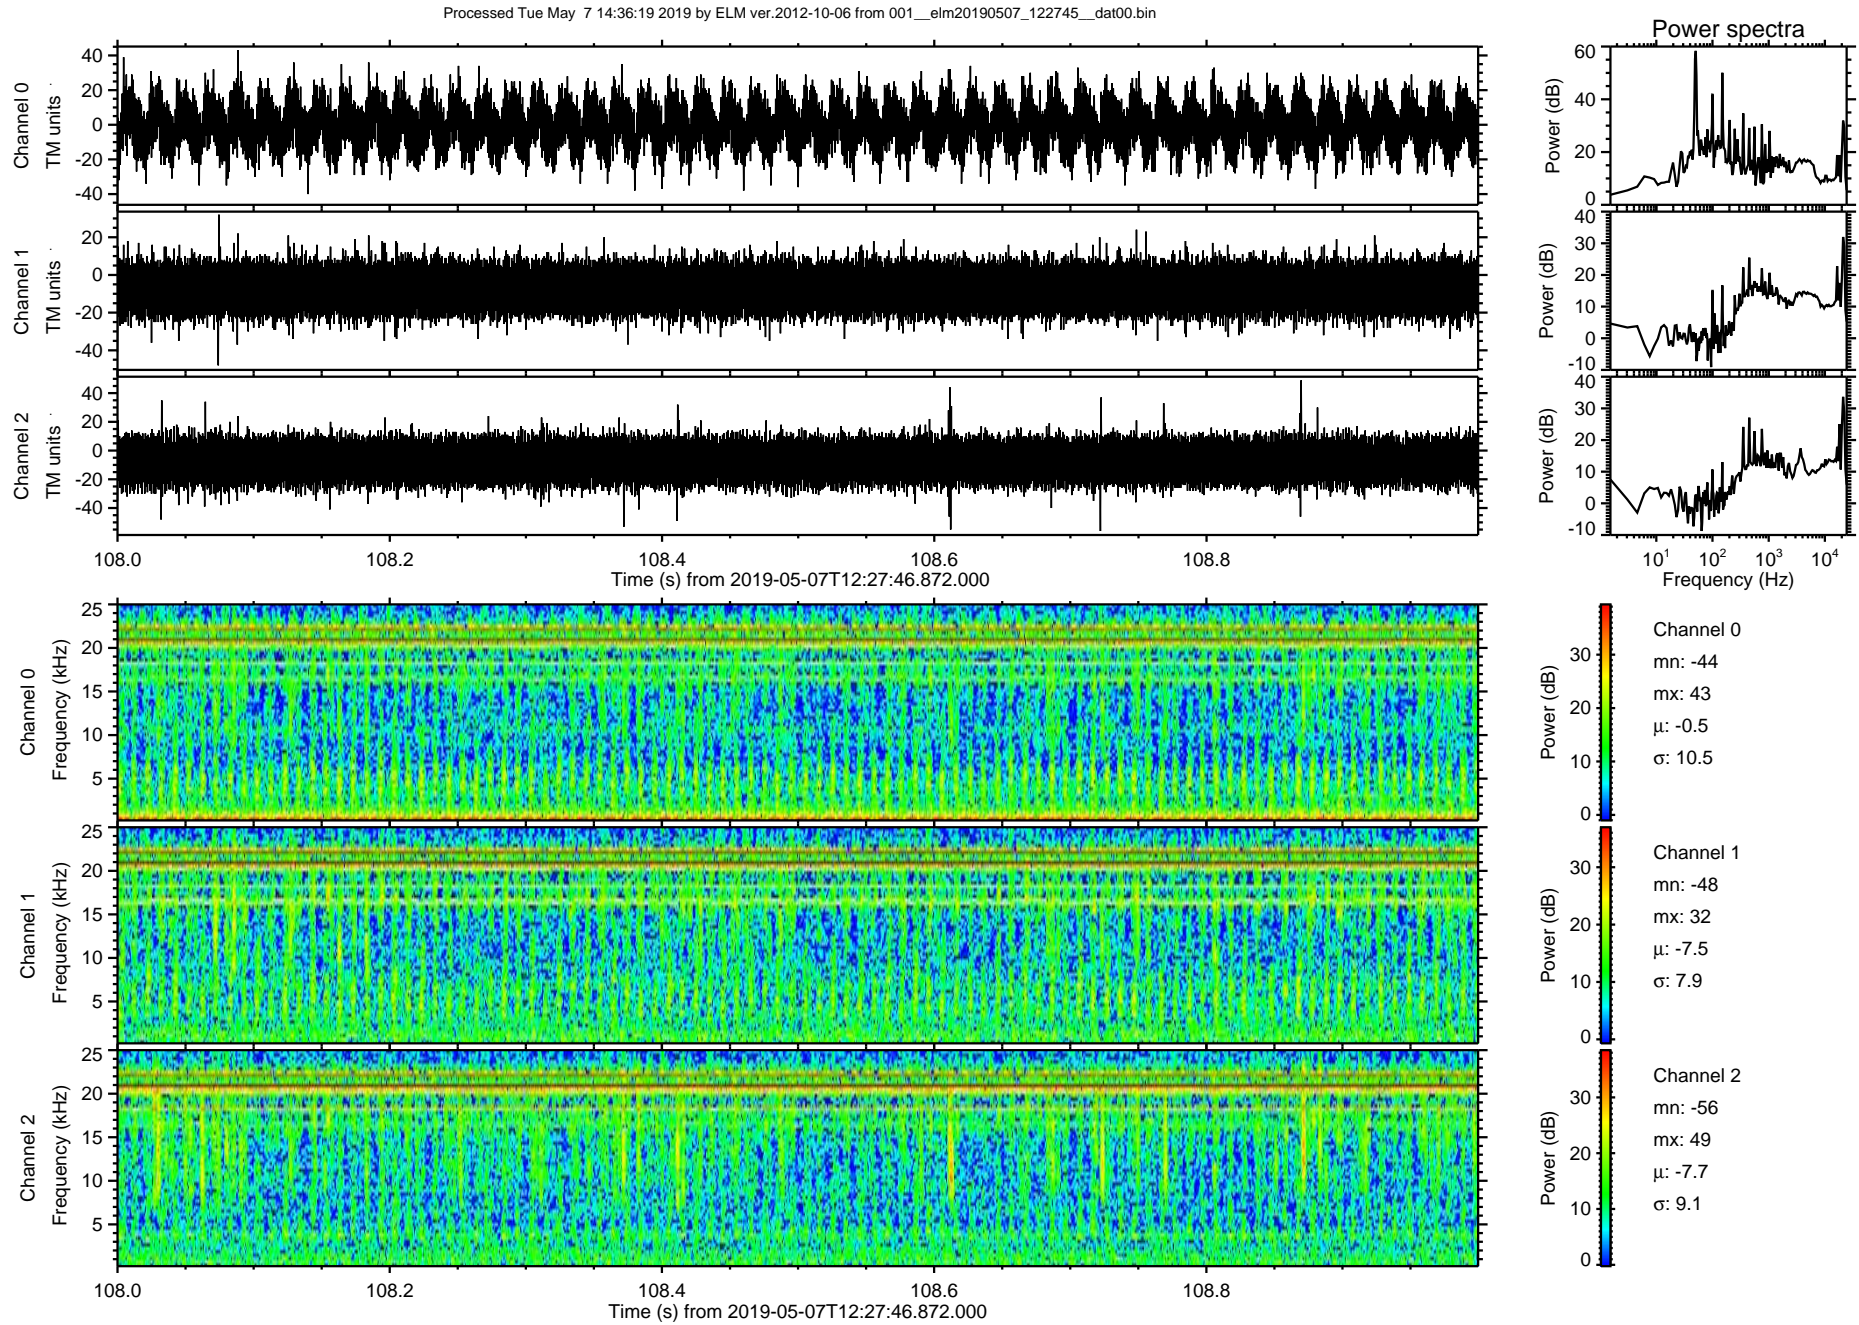 Processed Tue May  7 14:36:19 2019 by ELM ver.2012-10-06 from 001__elm20190507_122745__dat00.bin
Power spectra
Channel 0
TM units
40
20
0
-20
-40
Power (dB)
60
40
20
0
Channel 1
TM units
20
0
-20
-40
Power (dB)
40
30
20
10
0
-10
Channel 2
TM units
40
20
0
-20
-40
Power (dB)
40
30
20
10
0
-10
108.0 108.2 108.4 108.6 108.8
Time (s) from 2019-05-07T12:27:46.872.000
10¹ 10² 10³ 10⁴
Frequency (Hz)
Channel 0
Frequency (kHz)
25
20
15
10
5
Power (dB)
30
20
10
0
Channel 0
mn: -44
mx: 43
μ: -0.5
σ: 10.5
Channel 1
Frequency (kHz)
25
20
15
10
5
Power (dB)
30
20
10
0
Channel 1
mn: -48
mx: 32
μ: -7.5
σ: 7.9
Channel 2
Frequency (kHz)
25
20
15
10
5
Power (dB)
30
20
10
0
Channel 2
mn: -56
mx: 49
μ: -7.7
σ: 9.1
108.0 108.2 108.4 108.6 108.8
Time (s) from 2019-05-07T12:27:46.872.000